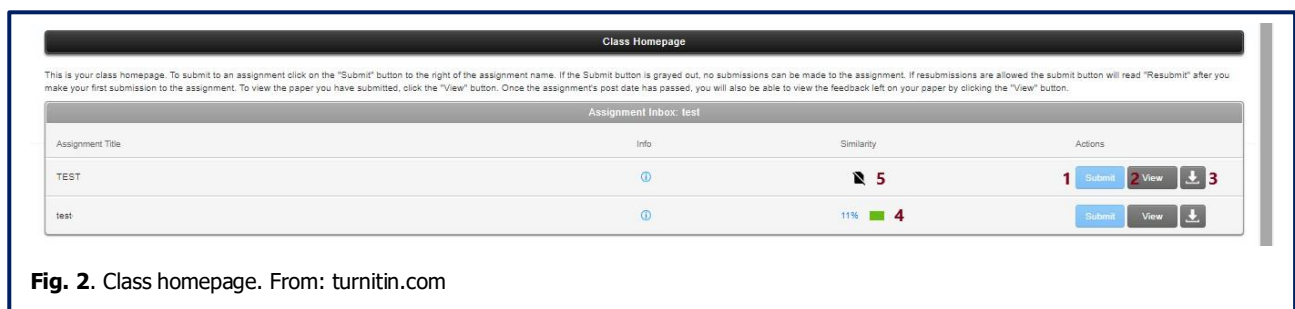 Class Homepage
This is your class homepage. To submit to an assignment click on the "Submit" button to the right of the assignment name. If the Submit button is grayed out, no submissions can be made to the assignment. If resubmissions are allowed the submit button will read "Resubmit" after you
make your first submission to the assignment. To view the paper you have submitted, click the "View" button. Once the assignment's post date has passed, you will also be able to view the feedback left on your paper by clicking the "View" button.
Assignment Inbox: test
Assignment Title Info Similarity Actions
TEST 5 1 Submit 2 View 3
test 11% 4 Submit View
Fig. 2. Class homepage. From: turnitin.com